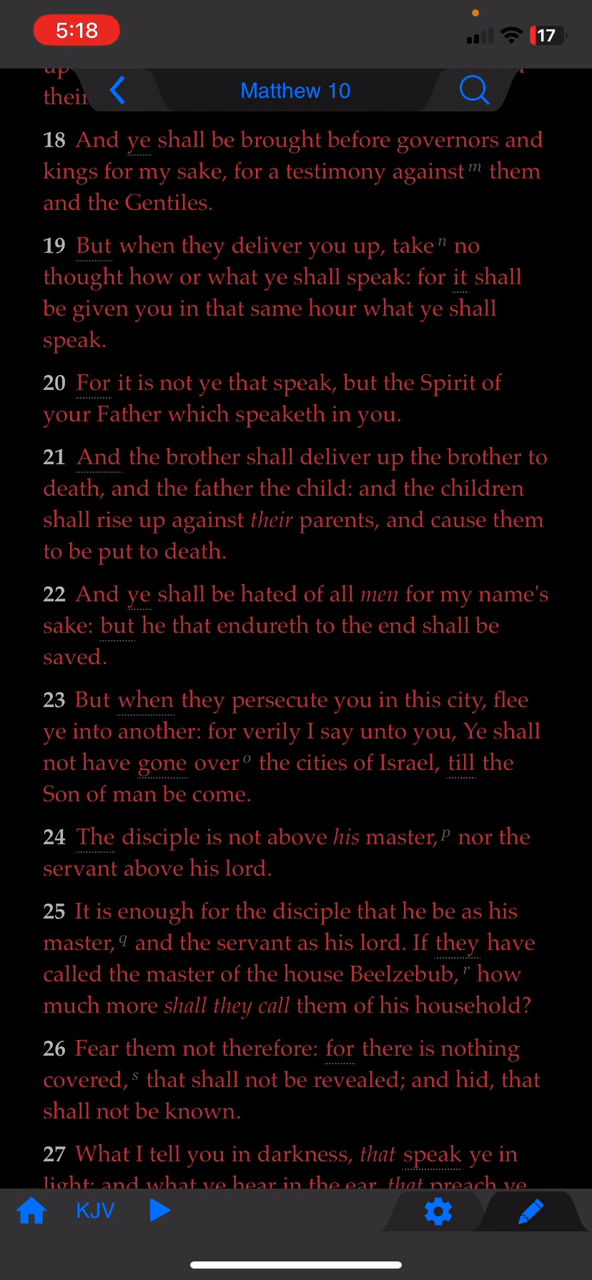 5:18
17
Matthew 10
18 And ye shall be brought before governors and
kings for my sake, for a testimony against m them
and the Gentiles.
19 But when they deliver you up, take n no
thought how or what ye shall speak: for it shall
be given you in that same hour what ye shall
speak.
20 For it is not ye that speak, but the Spirit of
your Father which speaketh in you.
21 And the brother shall deliver up the brother to
death, and the father the child: and the children
shall rise up against their parents, and cause them
to be put to death.
22 And ye shall be hated of all men for my name's
sake: but he that endureth to the end shall be
saved.
23 But when they persecute you in this city, flee
ye into another: for verily I say unto you, Ye shall
not have gone over o the cities of Israel, till the
Son of man be come.
24 The disciple is not above his master, p nor the
servant above his lord.
25 It is enough for the disciple that he be as his
master, q and the servant as his lord. If they have
called the master of the house Beelzebub, r how
much more shall they call them of his household?
26 Fear them not therefore: for there is nothing
covered, s that shall not be revealed; and hid, that
shall not be known.
27 What I tell you in darkness, that speak ye in
light: and what ye hear in the ear, that preach ye
KJV